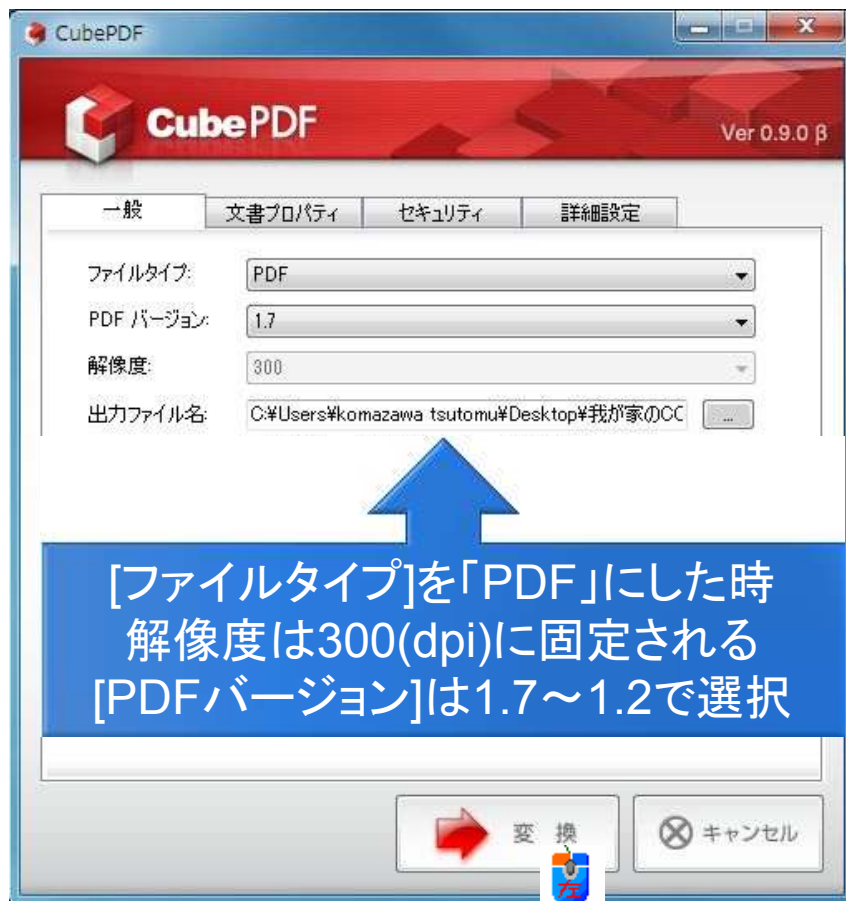 CubePDF
CubePDF
Ver 0.9.0 β
一般 文書プロパティ セキュリティ 詳細設定
ファイルタイプ: PDF
PDF バージョン: 1.7
解像度: 300
出力ファイル名: C:¥Users¥komazawa tsutomu¥Desktop¥我が家のCC ...
[ファイルタイプ]を「PDF」にした時
解像度は300(dpi)に固定される
[PDFバージョン]は1.7～1.2で選択
変 換 キャンセル
左